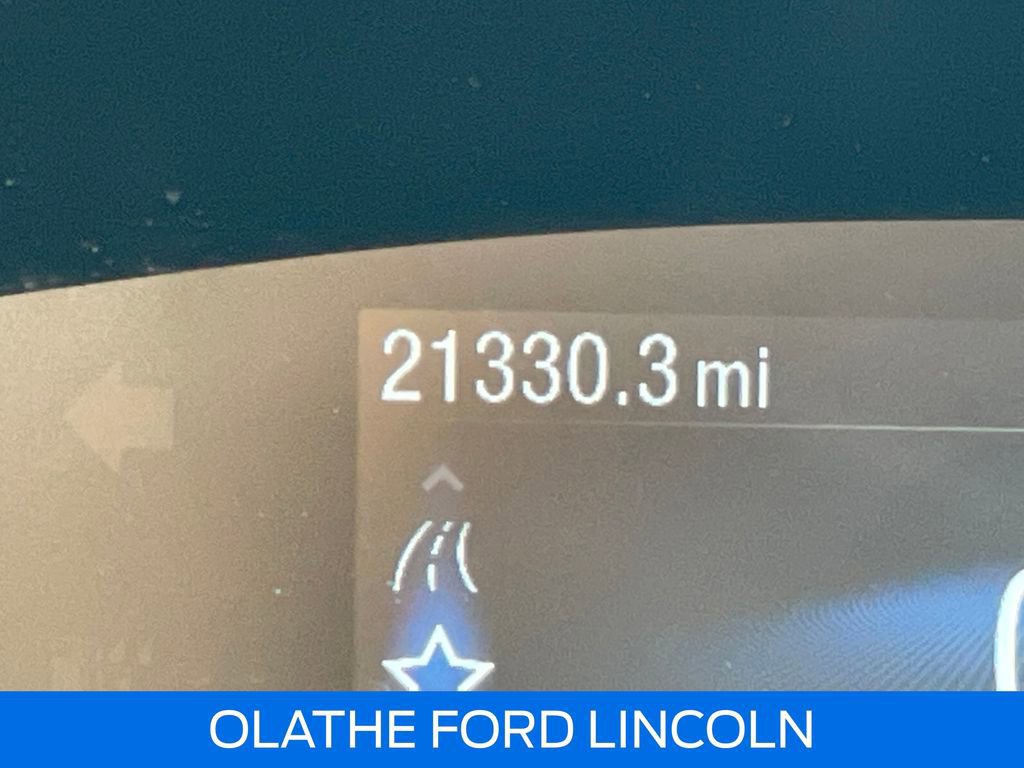 21330.3 mi
OLATHE FORD LINCOLN